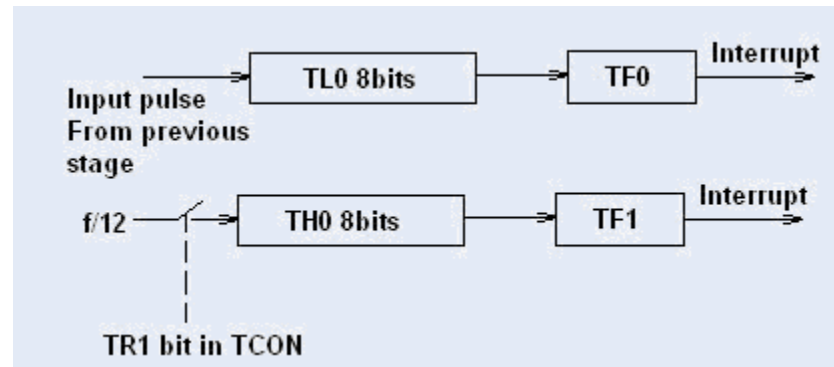 Interrupt
TL0 8bits
TF0
Input pulse
From previous
stage
Interrupt
f/12
TH0 8bits
TF1
TR1 bit in TCON